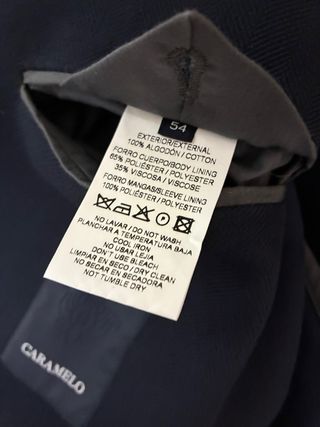 54
EXTERIOR/EXTERNAL
100% ALGODÓN / COTTON
FORRO CUERPO/BODY LINING
65% POLIÉSTER / POLYESTER
35% VISCOSA / VISCOSE
FORRO MANGAS/SLEEVE LINING
100% POLIÉSTER / POLYESTER
NO LAVAR / DO NOT WASH
PLANCHAR A TEMPERATURA BAJA
COOL IRON
NO USAR LEJIA
DON'T USE BLEACH
LIMPIAR EN SECO / DRY CLEAN
NO SECAR EN SECADORA
NOT TUMBLE DRY
CARAMELO